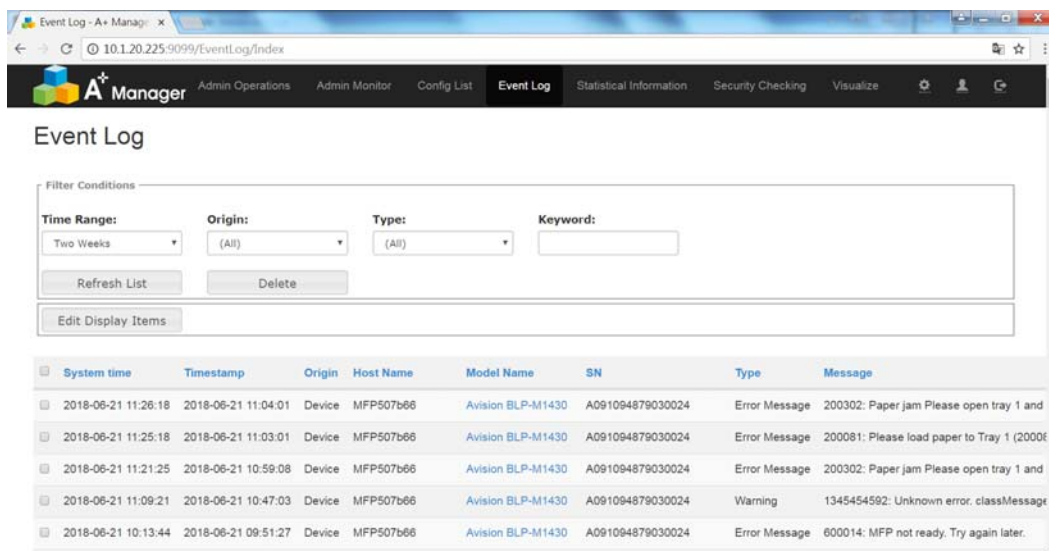 Event Log - A+ Manage
10.1.20.225:9099/EventLog/Index
A+ Manager Admin Operations Admin Monitor Config List Event Log Statistical Information Security Checking Visualize
Event Log
Filter Conditions
Time Range: Origin: Type: Keyword:
Two Weeks (All) (All)
Refresh List Delete
Edit Display Items
System time Timestamp Origin Host Name Model Name SN Type Message
2018-06-21 11:26:18 2018-06-21 11:04:01 Device MFP507b66 Avision BLP-M1430 A091094879030024 Error Message 200302: Paper jam Please open tray 1 and
2018-06-21 11:25:18 2018-06-21 11:03:01 Device MFP507b66 Avision BLP-M1430 A091094879030024 Error Message 200081: Please load paper to Tray 1 (20008
2018-06-21 11:21:25 2018-06-21 10:59:08 Device MFP507b66 Avision BLP-M1430 A091094879030024 Error Message 200302: Paper jam Please open tray 1 and
2018-06-21 11:09:21 2018-06-21 10:47:03 Device MFP507b66 Avision BLP-M1430 A091094879030024 Warning 1345454592: Unknown error. classMessage
2018-06-21 10:13:44 2018-06-21 09:51:27 Device MFP507b66 Avision BLP-M1430 A091094879030024 Error Message 600014: MFP not ready. Try again later.